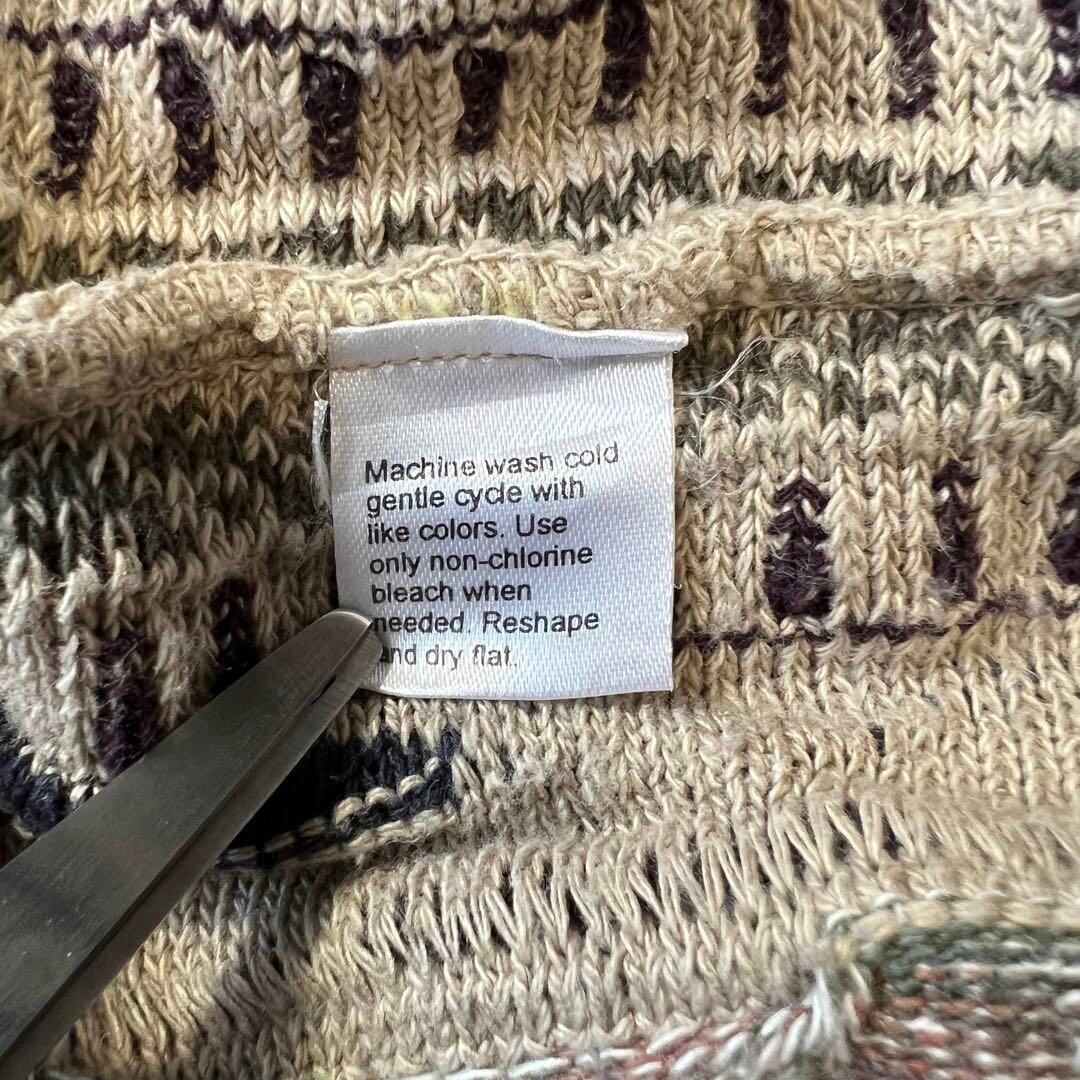 Machine wash cold
gentle cycle with
like colors. Use
only non-chlorine
bleach when
needed. Reshape
and dry flat.